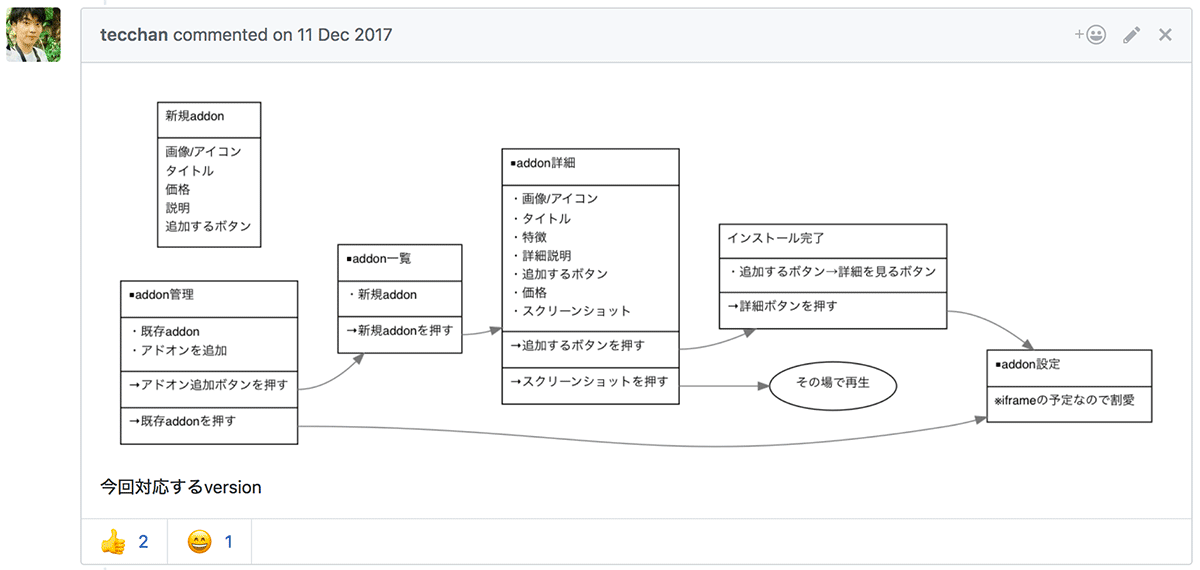 tecchan commented on 11 Dec 2017
新規addon
画像/アイコン
タイトル
価格
説明
追加するボタン
▪addon管理
・既存addon
・アドオンを追加
→アドオン追加ボタンを押す
→既存addonを押す
▪addon一覧
・新規addon
→新規addonを押す
▪addon詳細
・画像/アイコン
・タイトル
・特徴
・詳細説明
・追加するボタン
・価格
・スクリーンショット
→追加するボタンを押す
→スクリーンショットを押す
インストール完了
・追加するボタン→詳細を見るボタン
→詳細ボタンを押す
その場で再生
▪addon設定
※iframeの予定なので割愛
今回対応するversion
2
1